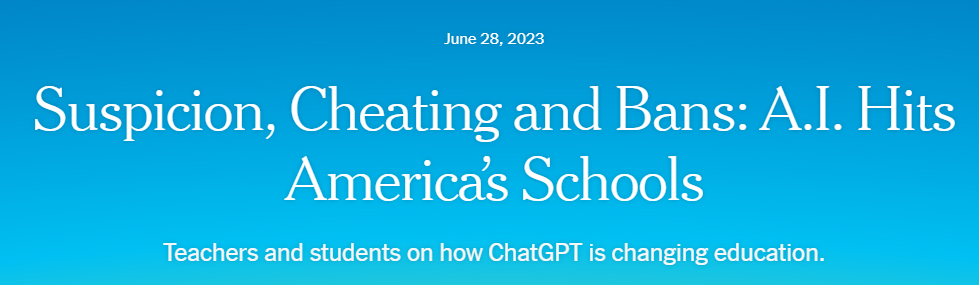 June 28, 2023
Suspicion, Cheating and Bans: A.I. Hits
America’s Schools
Teachers and students on how ChatGPT is changing education.